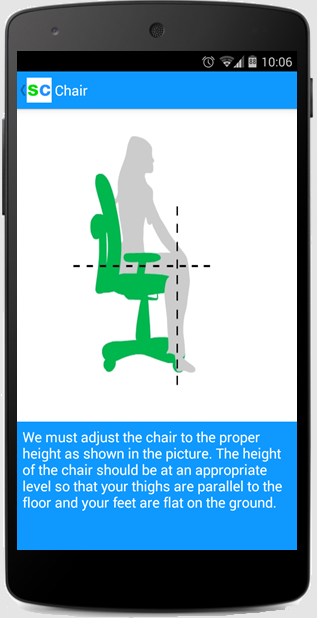 10:06
SC Chair
We must adjust the chair to the proper
height as shown in the picture. The height
of the chair should be at an appropriate
level so that your thighs are parallel to the
floor and your feet are flat on the ground.